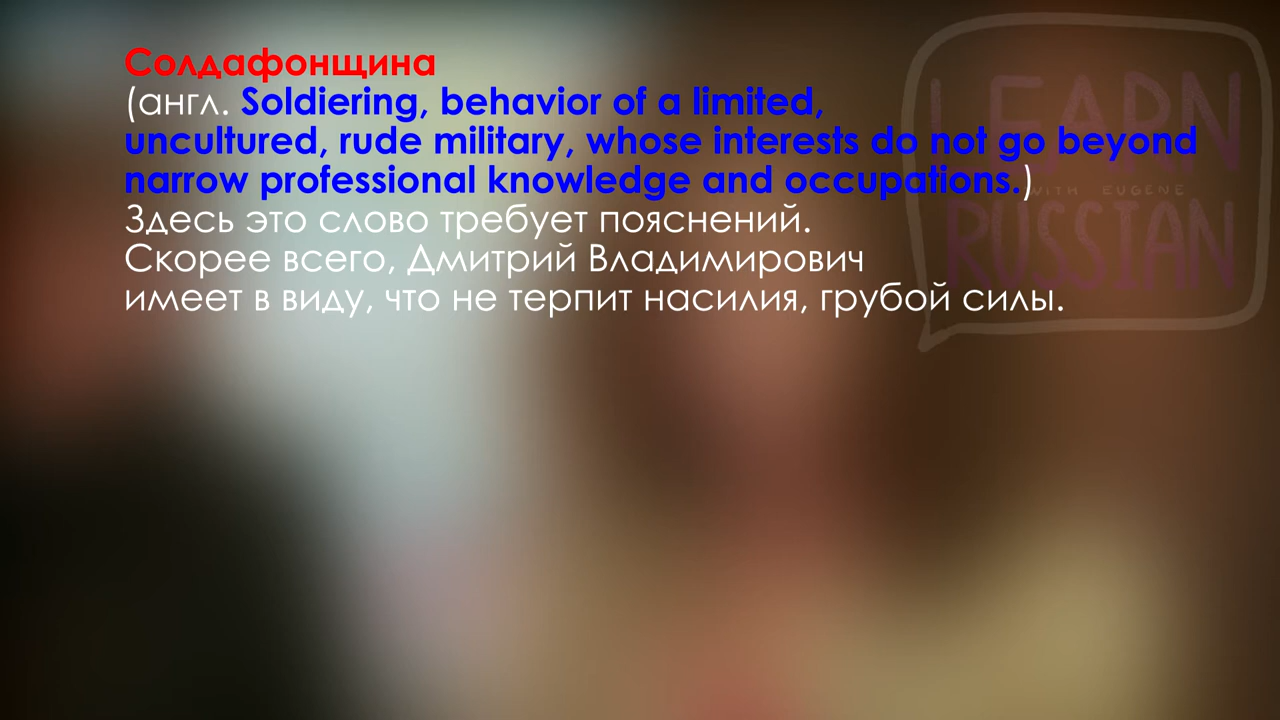 Солдафонщина
(англ. Soldiering, behavior of a limited,
uncultured, rude military, whose interests do not go beyond
narrow professional knowledge and occupations.)
Здесь это слово требует пояснений.
Скорее всего, Дмитрий Владимирович
имеет в виду, что не терпит насилия, грубой силы.
LEARN
WITH EUGENE
RUSSIAN